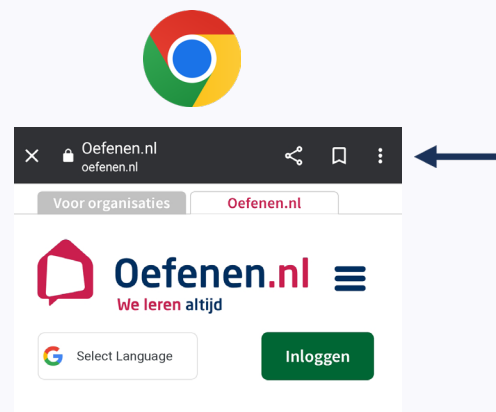 Oefenen.nl
oefenen.nl
Voor organisaties
Oefenen.nl
Oefenen.nl
We leren altijd
Select Language
Inloggen